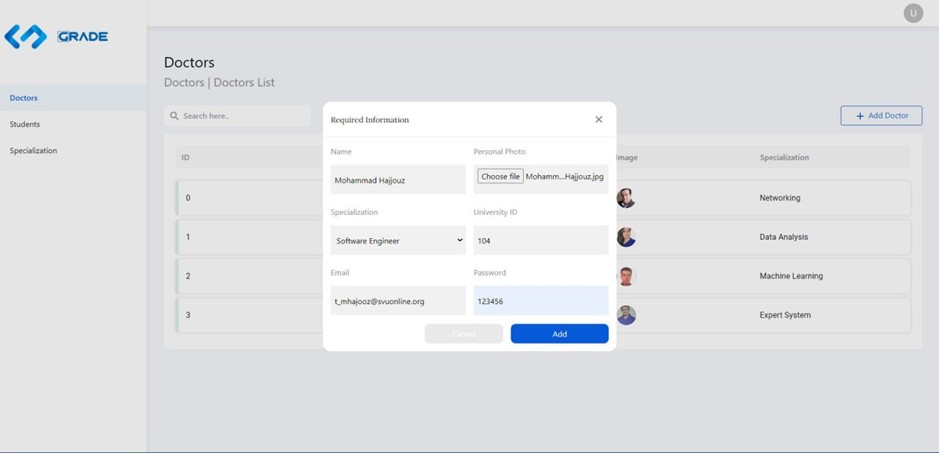 U
GRADE
Doctors
Doctors | Doctors List
Doctors
Students
Specialization
Search here..
+ Add Doctor
ID
Image
Specialization
0
Networking
1
Data Analysis
2
Machine Learning
3
Expert System
Required Information
Name
Personal Photo
Mohammad Hajjouz
Choose file Mohamm...Hajjouz.jpg
Specialization
University ID
Software Engineer
104
Email
Password
t_mhajooz@svuonline.org
123456
Cancel
Add